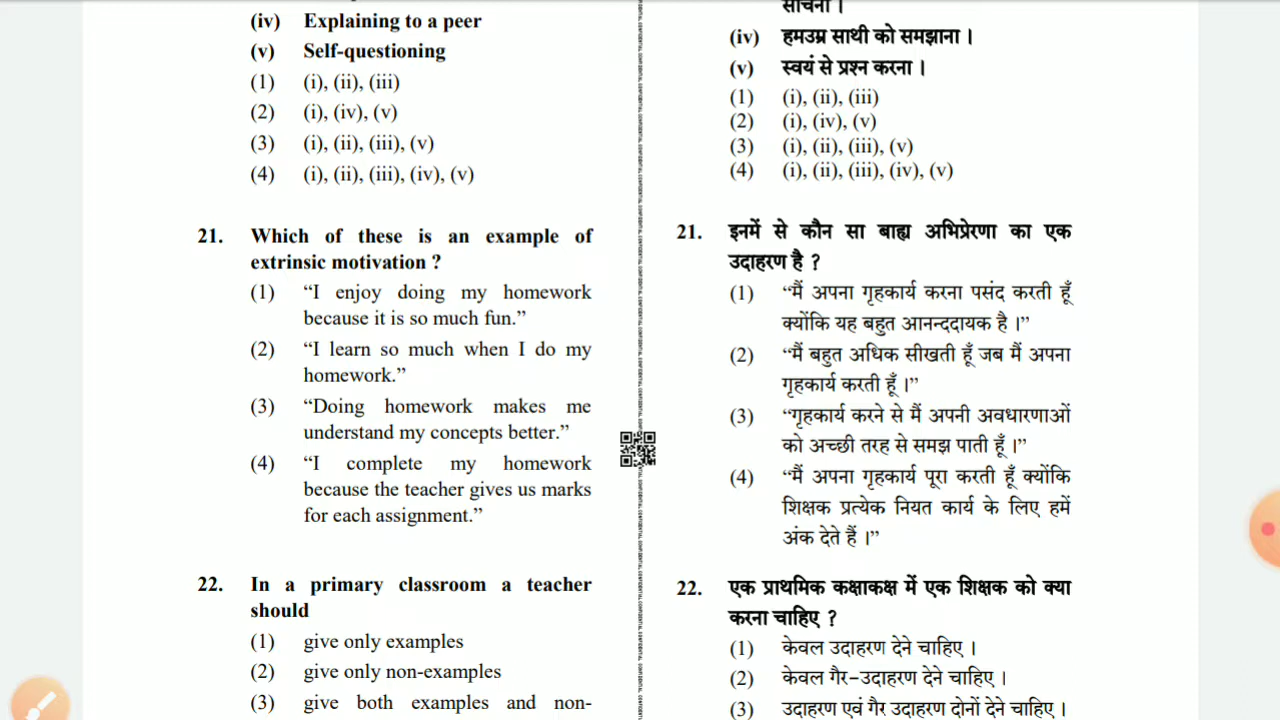 (iv) Explaining to a peer
(v) Self-questioning
(1) (i), (ii), (iii)
(2) (i), (iv), (v)
(3) (i), (ii), (iii), (v)
(4) (i), (ii), (iii), (iv), (v)
21. Which of these is an example of
extrinsic motivation ?
(1) “I enjoy doing my homework
because it is so much fun.”
(2) “I learn so much when I do my
homework.”
(3) “Doing homework makes me
understand my concepts better.”
(4) “I complete my homework
because the teacher gives us marks
for each assignment.”
22. In a primary classroom a teacher
should
(1) give only examples
(2) give only non-examples
(3) give both examples and non-
सोचना ।
(iv) हमउम्र साथी को समझाना ।
(v) स्वयं से प्रश्न करना ।
(1) (i), (ii), (iii)
(2) (i), (iv), (v)
(3) (i), (ii), (iii), (v)
(4) (i), (ii), (iii), (iv), (v)
21. इनमें से कौन सा बाह्य अभिप्रेरणा का एक
उदाहरण है ?
(1) “मैं अपना गृहकार्य करना पसंद करती हूँ
क्योंकि यह बहुत आनन्ददायक है ।”
(2) “मैं बहुत अधिक सीखती हूँ जब मैं अपना
गृहकार्य करती हूँ ।”
(3) “गृहकार्य करने से मैं अपनी अवधारणाओं
को अच्छी तरह से समझ पाती हूँ ।”
(4) “मैं अपना गृहकार्य पूरा करती हूँ क्योंकि
शिक्षक प्रत्येक नियत कार्य के लिए हमें
अंक देते हैं ।”
22. एक प्राथमिक कक्षाकक्ष में एक शिक्षक को क्या
करना चाहिए ?
(1) केवल उदाहरण देने चाहिए ।
(2) केवल गैर-उदाहरण देने चाहिए ।
(3) उदाहरण एवं गैर उदाहरण दोनों देने चाहिए ।